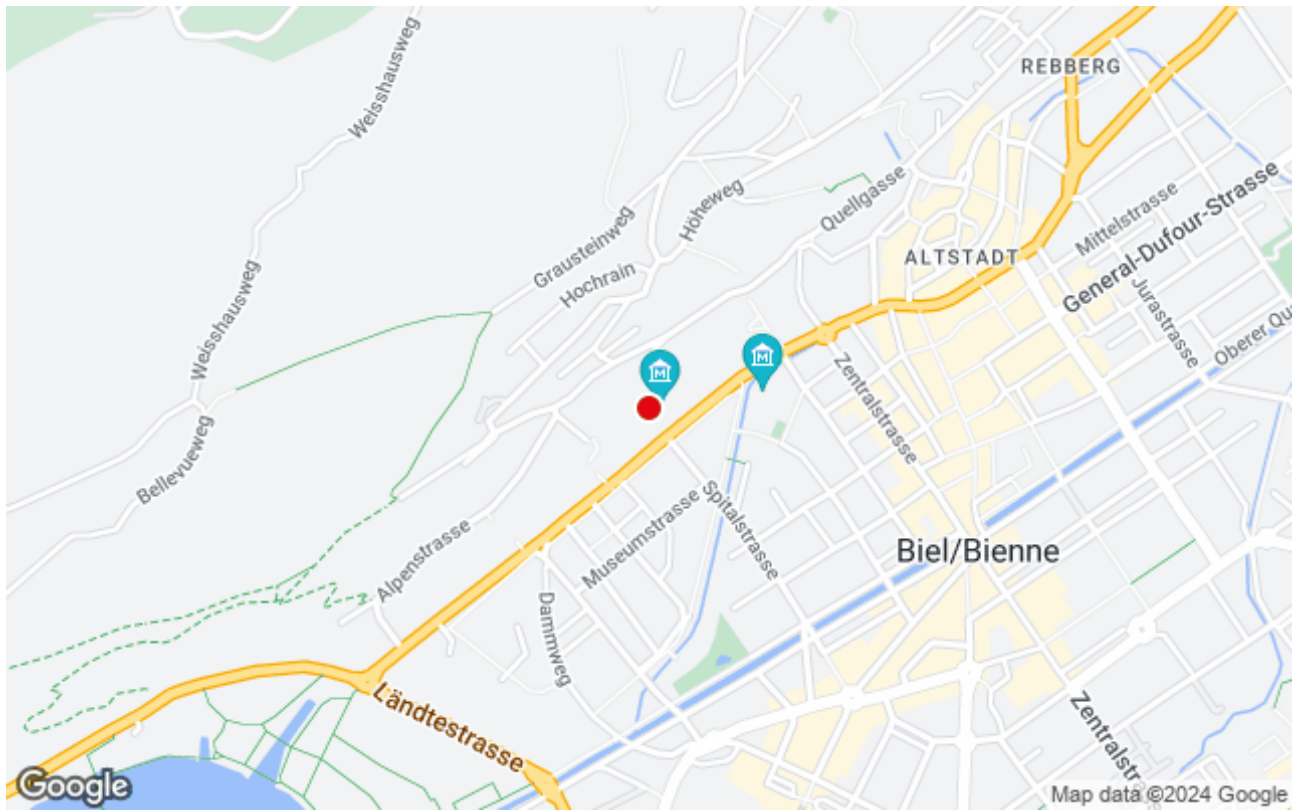 Weisshausweg
REBERG
Quellgasse
Höheweg
Mittelstrasse
General-Dufour-Strasse
Grausteinweg
ALTSTADT
Hochrain
Jurastrasse
Weisshausweg
Oberer Qu
Zentralstrasse
Bellevueweg
Spitalstrasse
Museumstrasse
Biel/Bienne
Alpenstrasse
Dammweg
Ländtestrasse
Zentralstr
Google
Map data ©2024 Google